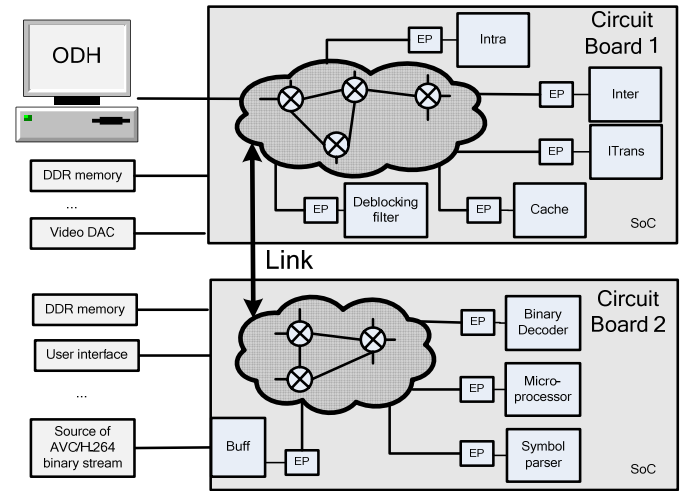 ODH
Circuit
Board 1
EP
Intra
EP
Inter
EP
ITrans
DDR memory
...
Video DAC
EP
Deblocking
filter
EP
Cache
SoC
Link
Circuit
Board 2
DDR memory
EP
Binary
Decoder
User interface
...
EP
Micro-
processor
Source of
AVC/H.264
binary stream
Buff
EP
EP
Symbol
parser
SoC